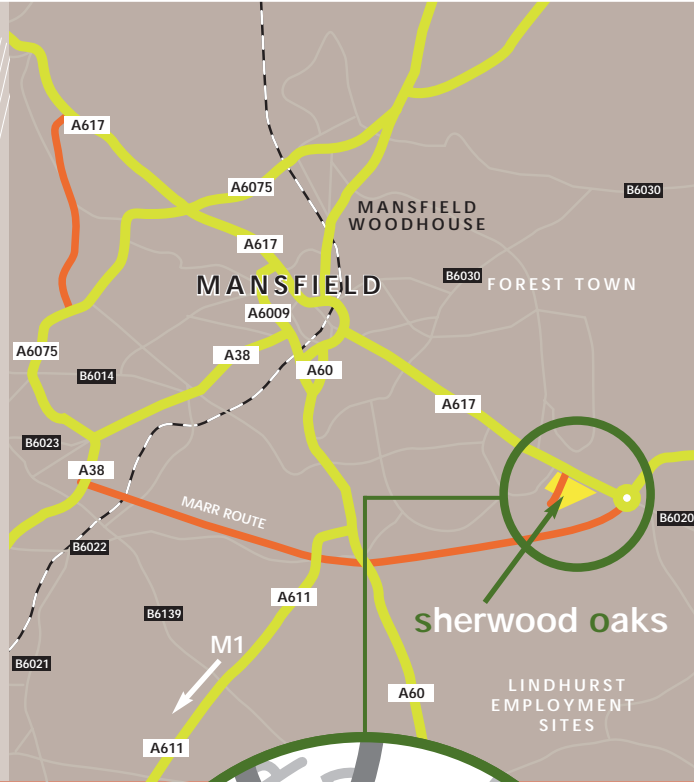 A617
A6075
B6030
MANSFIELD
WOODHOUSE
A617
B6030
FOREST TOWN
MANSFIELD
A6009
A6075
A38
A60
B6014
A617
B6023
A38
MARR ROUTE
B6020
B6022
A611
B6139
sherwood oaks
M1
B6021
LINDHURST
EMPLOYMENT
SITES
A60
A611